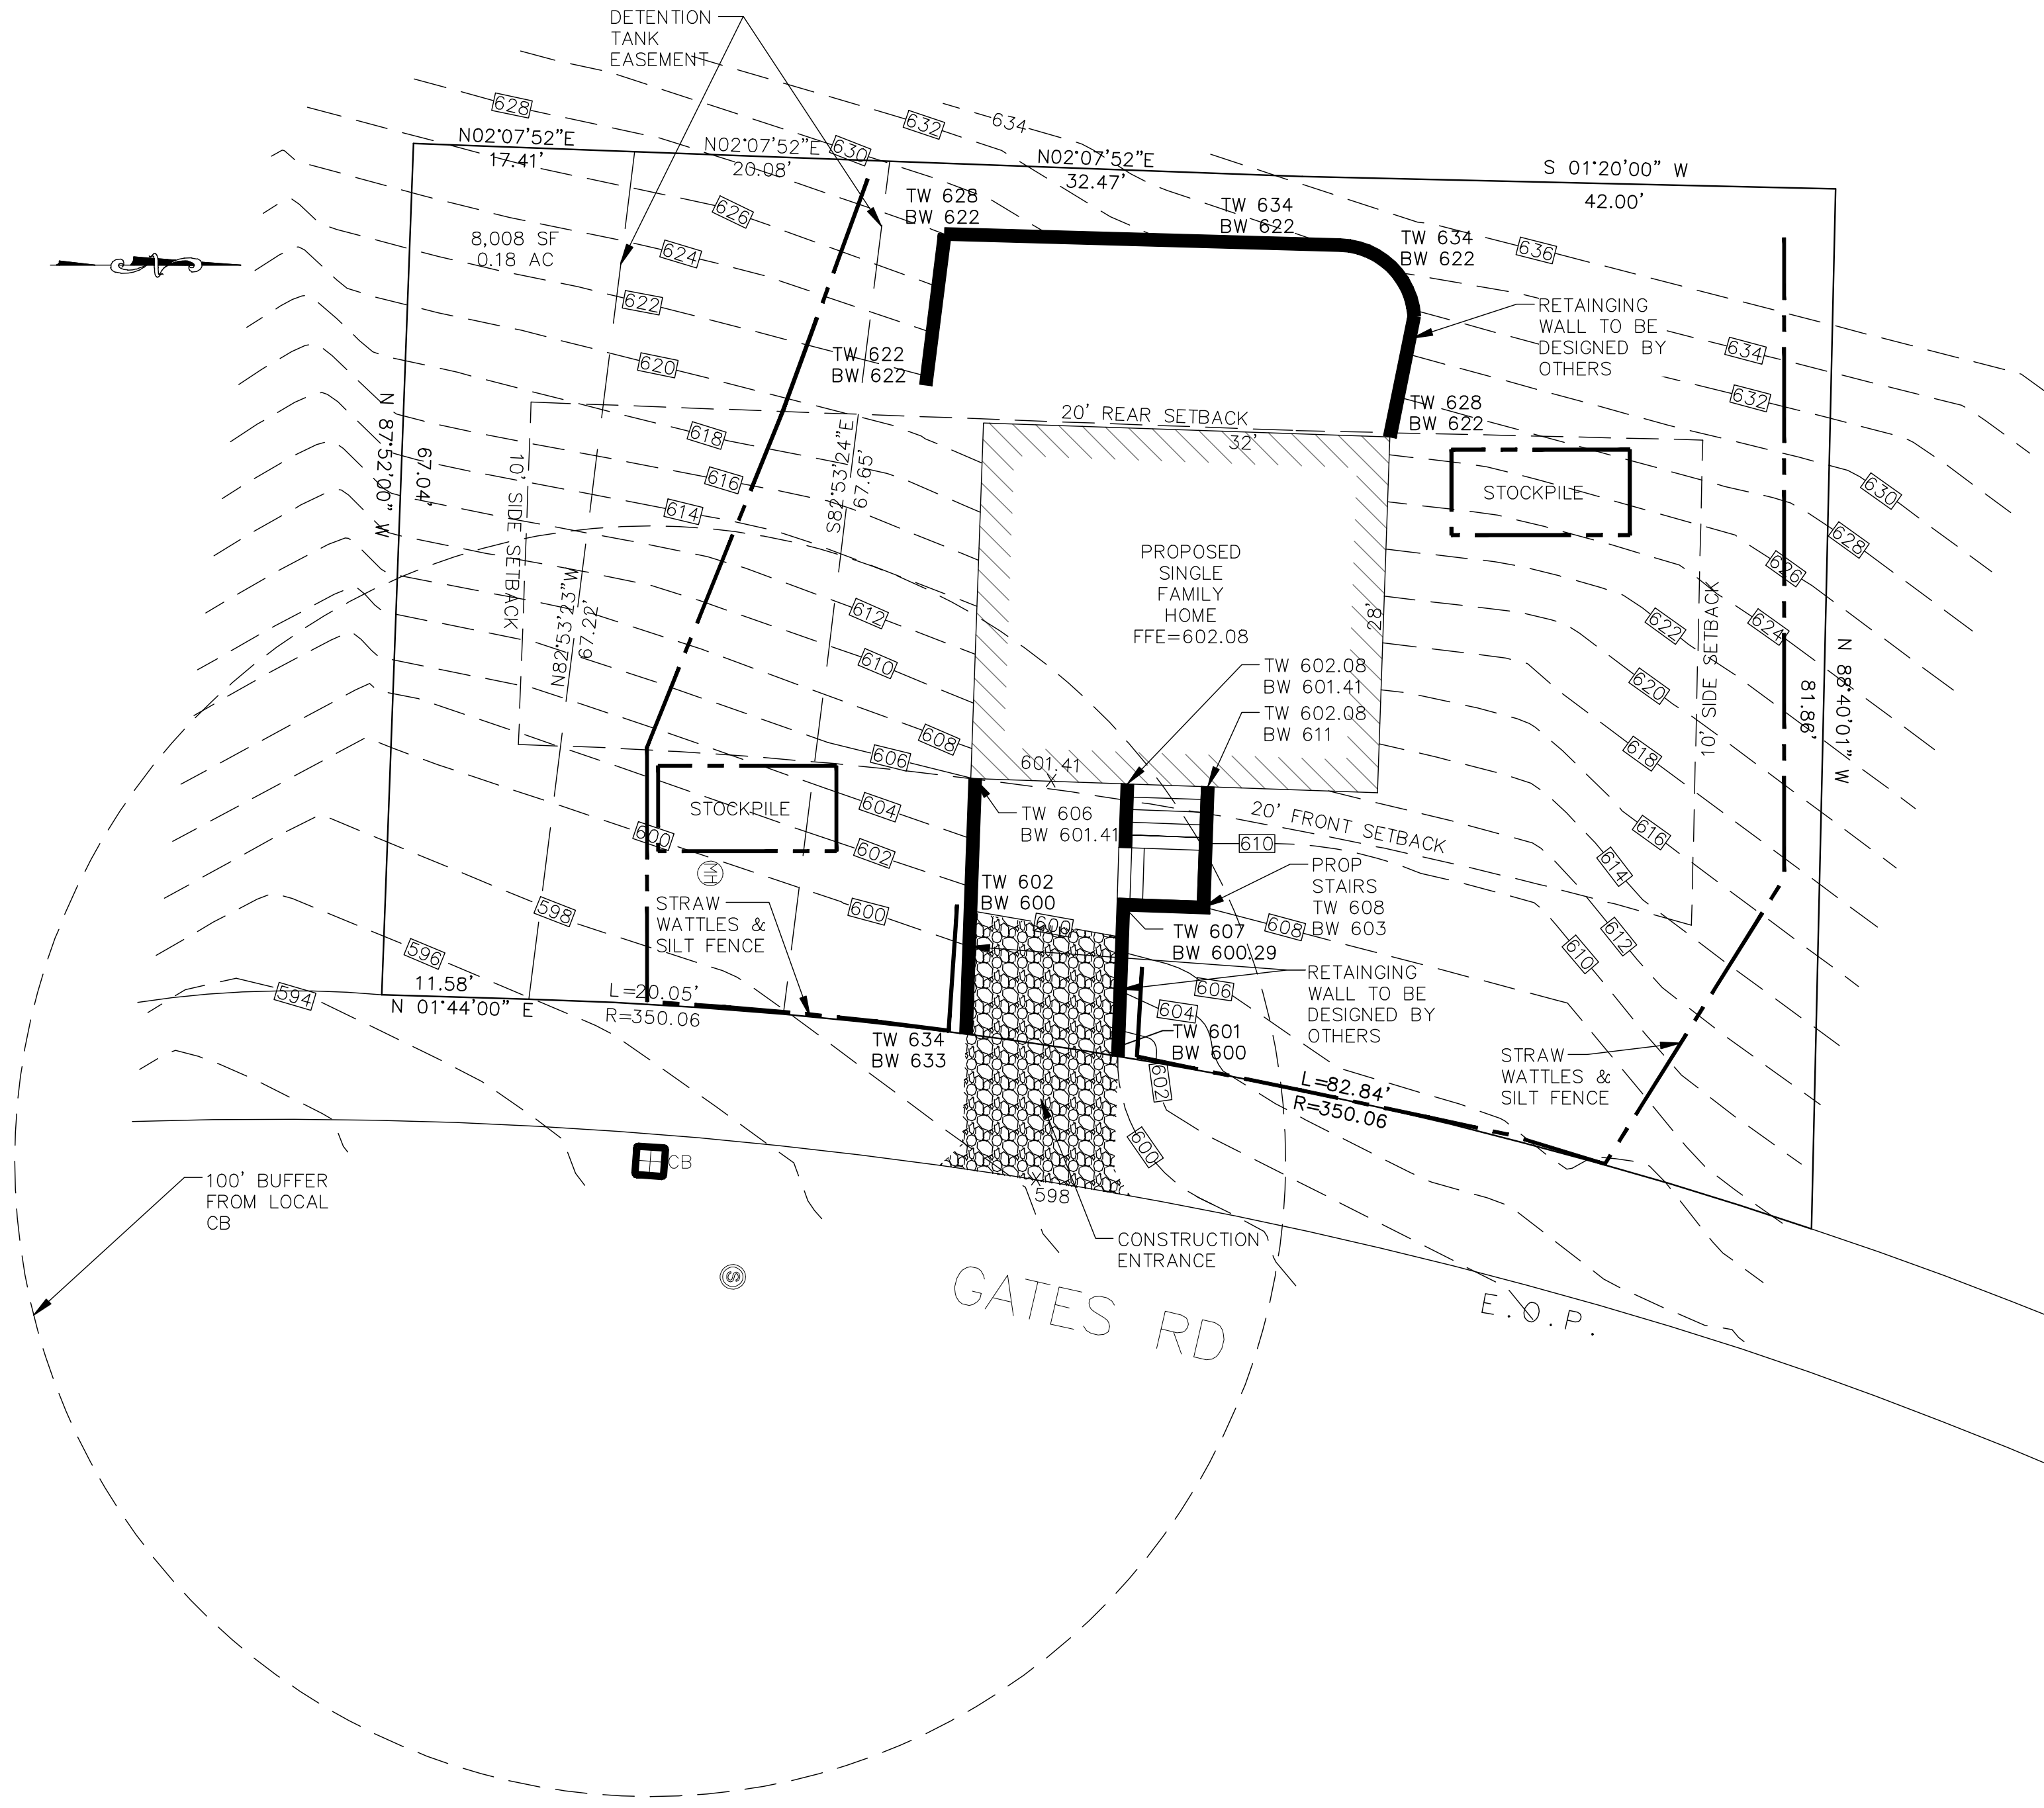 DETENTION
TANK
EASEMENT
628
632
634
630
N02°07'52"E
17.41'
N02°07'52"E
20.08'
N02°07'52"E
32.47'
S 01°20'00" W
42.00'
TW 628
BW 622
TW 634
BW 622
TW 634
BW 622
626
624
622
636
8,008 SF
0.18 AC
RETAINGING
WALL TO BE
DESIGNED BY
OTHERS
634
632
620
TW 622
BW 622
TW 628
BW 622
20' REAR SETBACK
32'
N 87°52'00" W
67.04'
10' SIDE SETBACK
618
616
614
S82°53'24"E
67.65'
STOCKPILE
630
628
626
624
622
620
618
616
614
612
610
PROPOSED
SINGLE
FAMILY
HOME
FFE=602.08
28'
N82°53'23"W
67.22'
612
610
608
606
604
602
600
10' SIDE SETBACK
N 88°40'01" W
81.86'
TW 602.08
BW 601.41
TW 602.08
BW 611
601.41
X
TW 606
BW 601.41
20' FRONT SETBACK
610
STOCKPILE
600
MH
PROP
STAIRS
TW 608
BW 603
TW 602
BW 600
600
608
TW 607
BW 600.29
STRAW
WATTLES &
SILT FENCE
598
596
594
11.58'
N 01°44'00" E
L=20.05'
R=350.06
RETAINGING
WALL TO BE
DESIGNED BY
OTHERS
606
604
TW 601
BW 600
602
600
TW 634
BW 633
STRAW
WATTLES &
SILT FENCE
L=82.84'
R=350.06
CB
X
598
100' BUFFER
FROM LOCAL
CB
CONSTRUCTION
ENTRANCE
S
GATES RD
E.O.P.